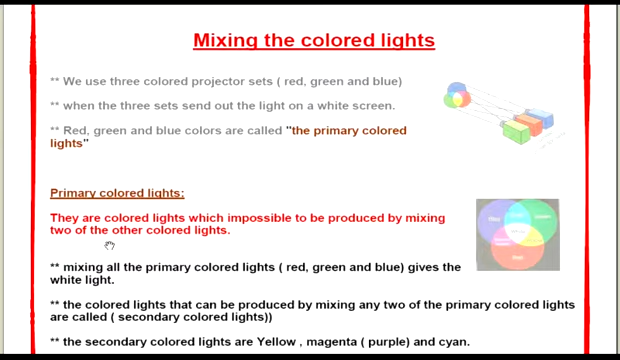 Mixing the colored lights
** We use three colored projector sets ( red, green and blue)
** when the three sets send out the light on a white screen.
** Red, green and blue colors are called "the primary colored
lights"
Primary colored lights:
They are colored lights which impossible to be produced by mixing
two of the other colored lights.
** mixing all the primary colored lights ( red, green and blue) gives the
white light.
** the colored lights that can be produced by mixing any two of the primary colored lights
are called ( secondary colored lights))
** the secondary colored lights are Yellow , magenta ( purple) and cyan.